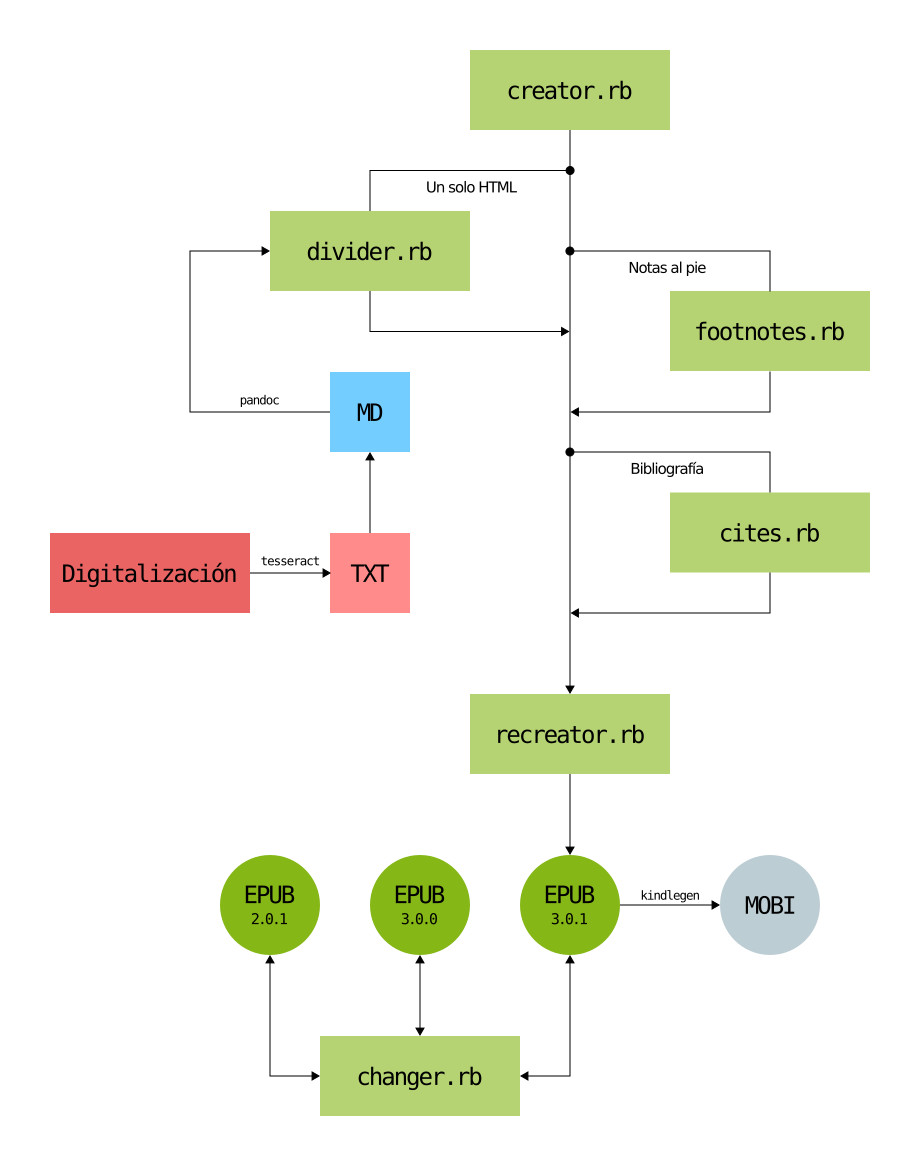 creator.rb
Un solo HTML
divider.rb
Notas al pie
footnotes.rb
pandoc
MD
Bibliografía
cites.rb
Digitalización
tesseract
TXT
recreator.rb
EPUB
2.0.1
EPUB
3.0.0
EPUB
3.0.1
kindlegen
MOBI
changer.rb